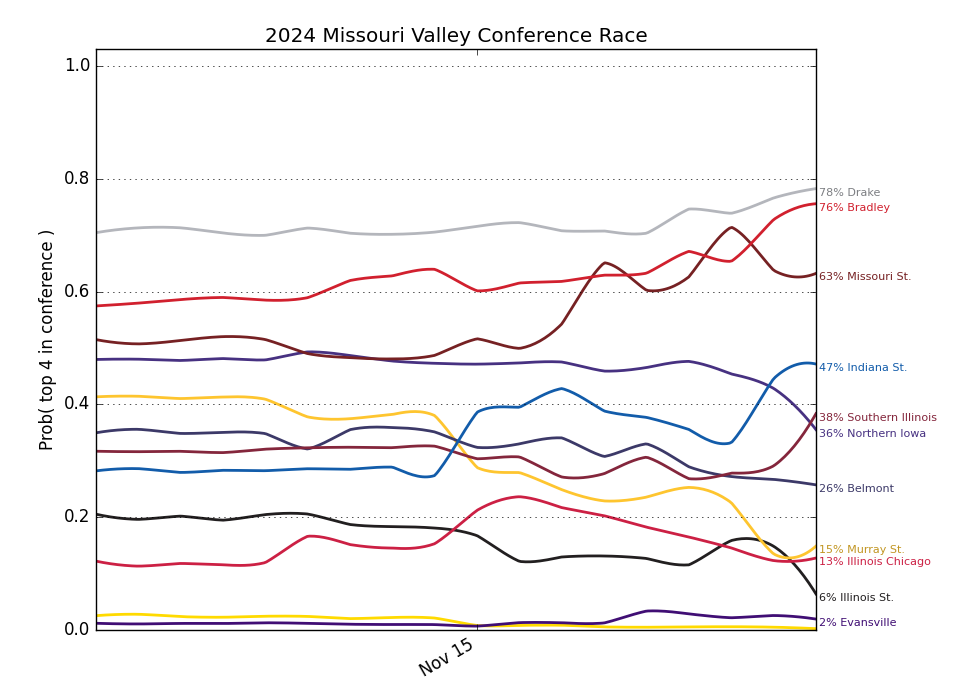 2024 Missouri Valley Conference Race
Prob( top 4 in conference )
1.0
0.8
0.6
0.4
0.2
0.0
Nov 15
78% Drake
76% Bradley
63% Missouri St.
47% Indiana St.
38% Southern Illinois
36% Northern Iowa
26% Belmont
15% Murray St.
13% Illinois Chicago
6% Illinois St.
2% Evansville